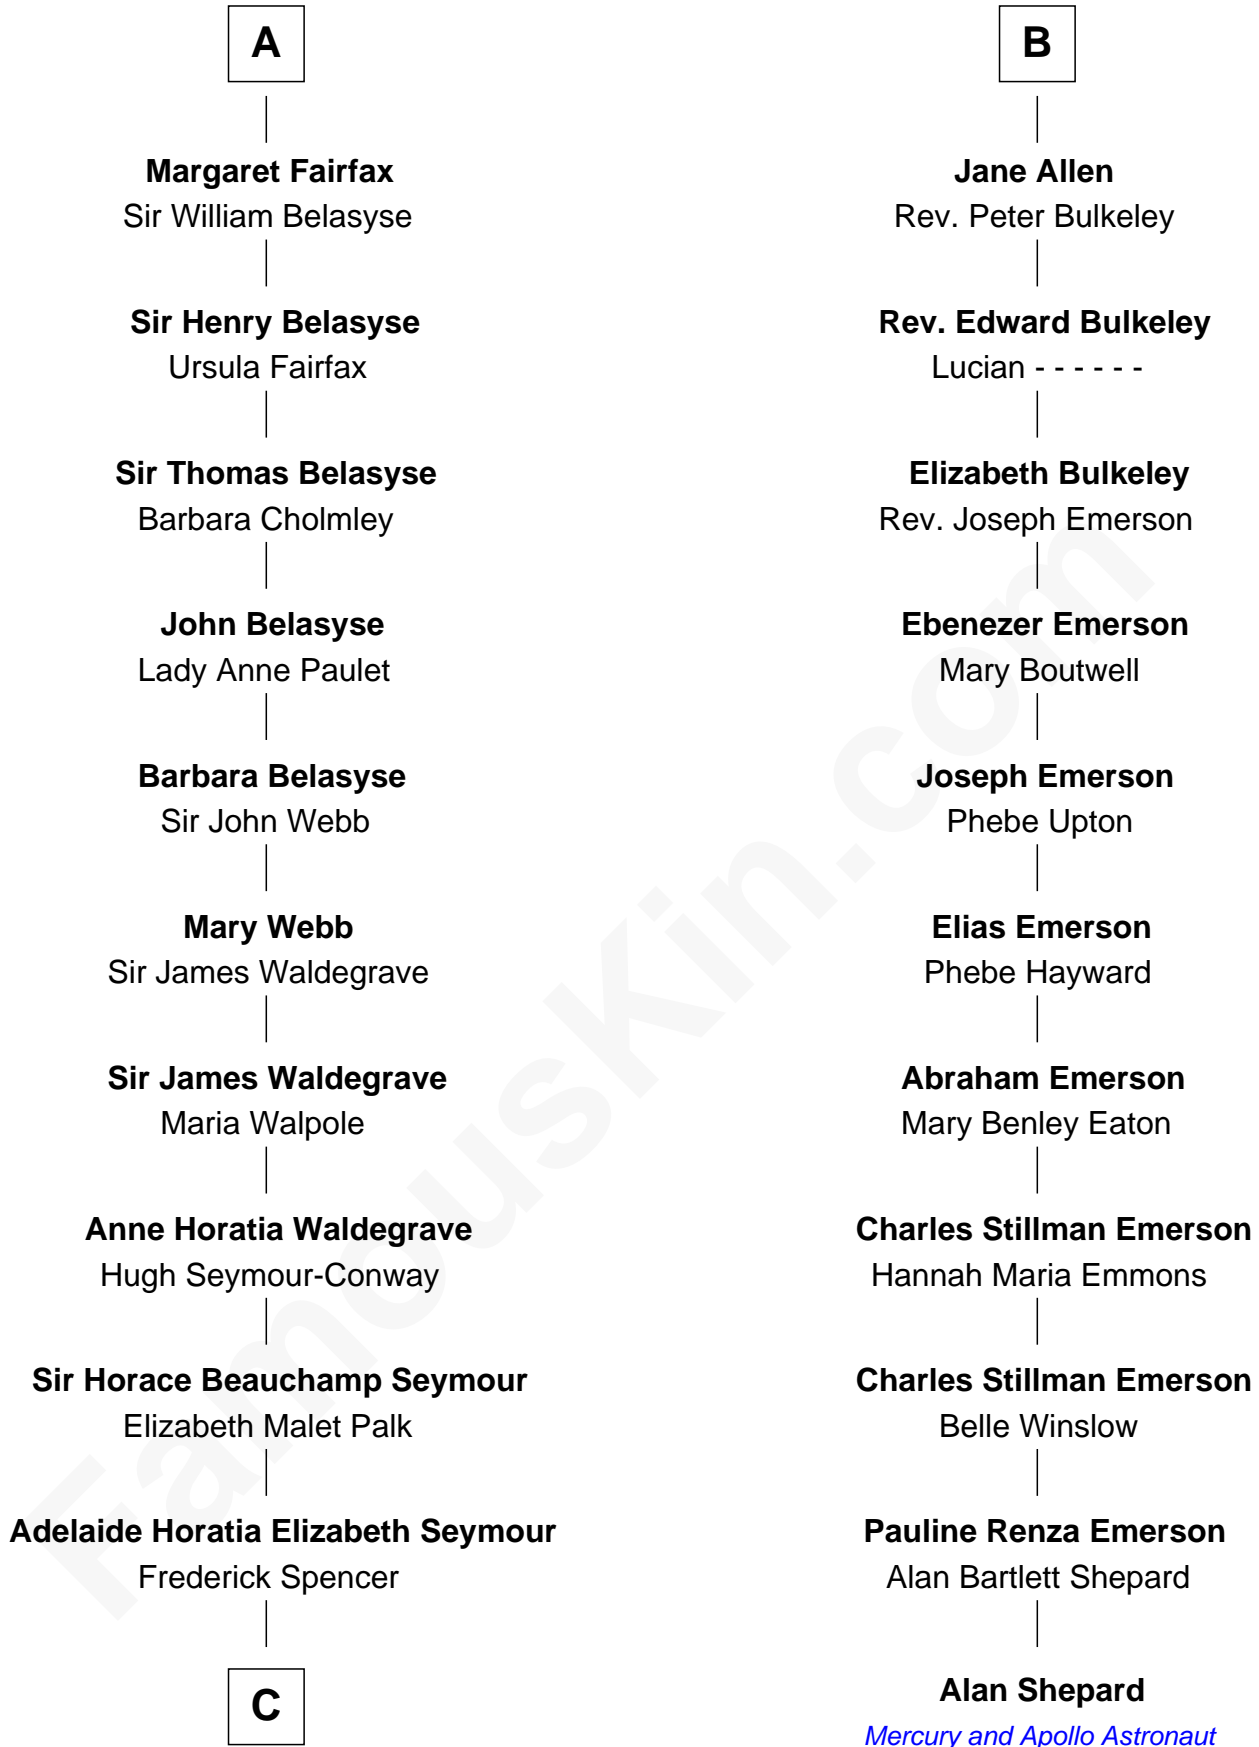 A
Margaret Fairfax
Sir William Belasyse
Sir Henry Belasyse
Ursula Fairfax
Sir Thomas Belasyse
Barbara Cholmley
John Belasyse
Lady Anne Paulet
Barbara Belasyse
Sir John Webb
Mary Webb
Sir James Waldegrave
Sir James Waldegrave
Maria Walpole
Anne Horatia Waldegrave
Hugh Seymour-Conway
Sir Horace Beauchamp Seymour
Elizabeth Malet Palk
Adelaide Horatia Elizabeth Seymour
Frederick Spencer
C
B
Jane Allen
Rev. Peter Bulkeley
Rev. Edward Bulkeley
Lucian - - - - - -
Elizabeth Bulkeley
Rev. Joseph Emerson
Ebenezer Emerson
Mary Boutwell
Joseph Emerson
Phebe Upton
Elias Emerson
Phebe Hayward
Abraham Emerson
Mary Benley Eaton
Charles Stillman Emerson
Hannah Maria Emmons
Charles Stillman Emerson
Belle Winslow
Pauline Renza Emerson
Alan Bartlett Shepard
Alan Shepard
Mercury and Apollo Astronaut
FamousKin.com